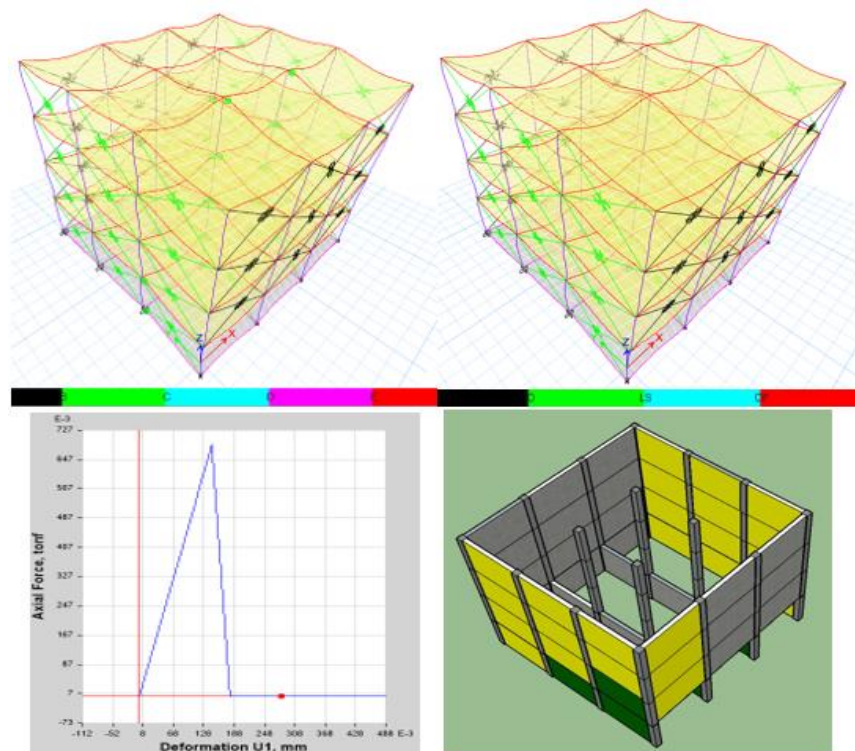 Z
X
Z
X
B C D
LS CP
E-3
727
647
567
487
407
327
247
167
87
7
-73
Axial Force, tonf
-112 -52 8 68 128 188 248 308 368 428 488 E-3
Deformation U1, mm